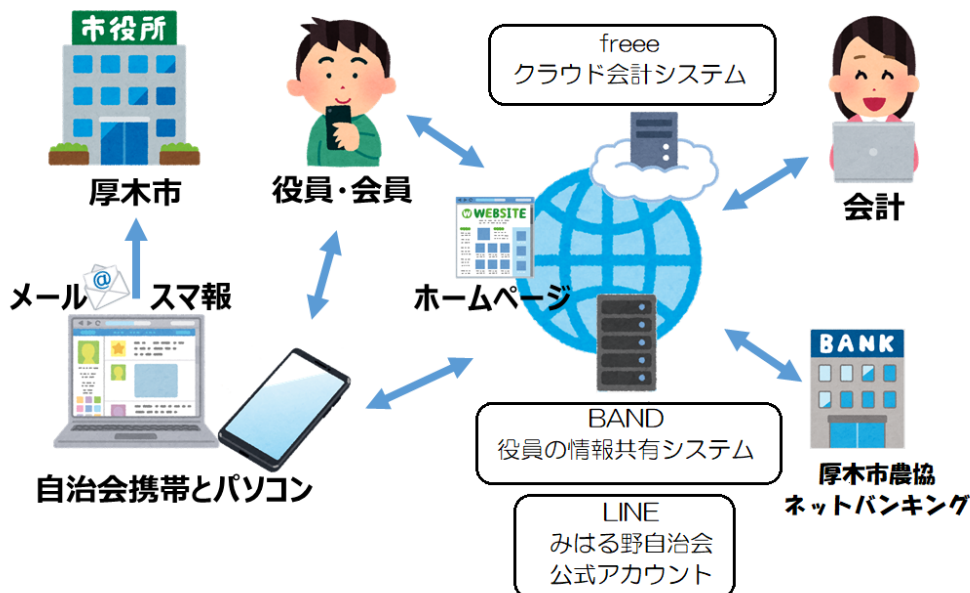 市役所
厚木市
役員・会員
freee
クラウド会計システム
会計
WEBSITE
ホームページ
メール
@
スマ報
自治会携帯とパソコン
BANK
厚木市農協
ネットバンキング
BAND
役員の情報共有システム
LINE
みはる野自治会
公式アカウント